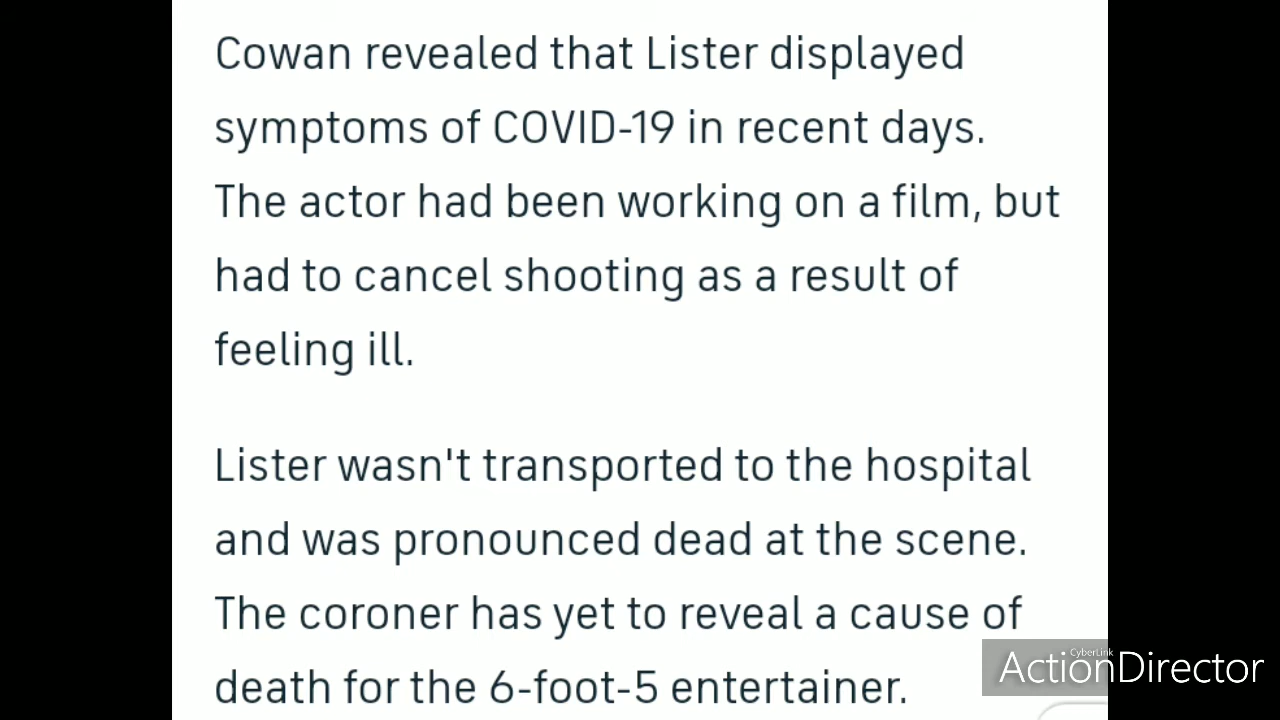 Cowan revealed that Lister displayed
symptoms of COVID-19 in recent days.
The actor had been working on a film, but
had to cancel shooting as a result of
feeling ill.
Lister wasn't transported to the hospital
and was pronounced dead at the scene.
The coroner has yet to reveal a cause of
death for the 6-foot-5 entertainer.
CyberLink
ActionDirector